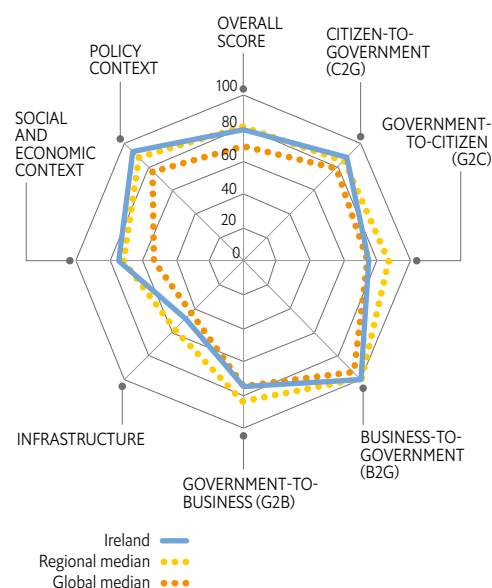 OVERALL
SCORE
CITIZEN-TO-
GOVERNMENT
(C2G)
GOVERNMENT-
TO-CITIZEN
(G2C)
BUSINESS-TO-
GOVERNMENT
(B2G)
GOVERNMENT-TO-
BUSINESS (G2B)
INFRASTRUCTURE
SOCIAL
AND
ECONOMIC
CONTEXT
POLICY
CONTEXT
100
80
60
40
20
0
Ireland
Regional median
Global median